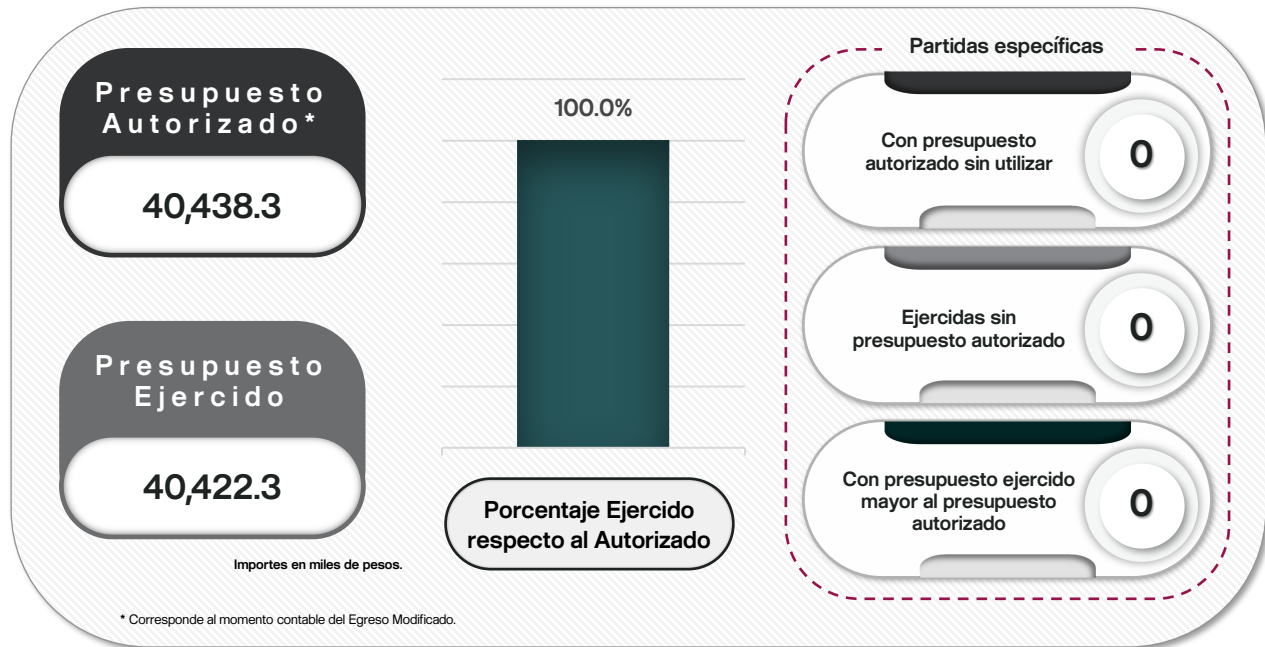 Presupuesto
Autorizado*
40,438.3
Presupuesto
Ejercido
40,422.3
Importes en miles de pesos.
* Corresponde al momento contable del Egreso Modificado.
100.0%
Porcentaje Ejercido
respecto al Autorizado
Partidas específicas
Con presupuesto
autorizado sin utilizar
0
Ejercidas sin
presupuesto autorizado
0
Con presupuesto ejercido
mayor al presupuesto
autorizado
0